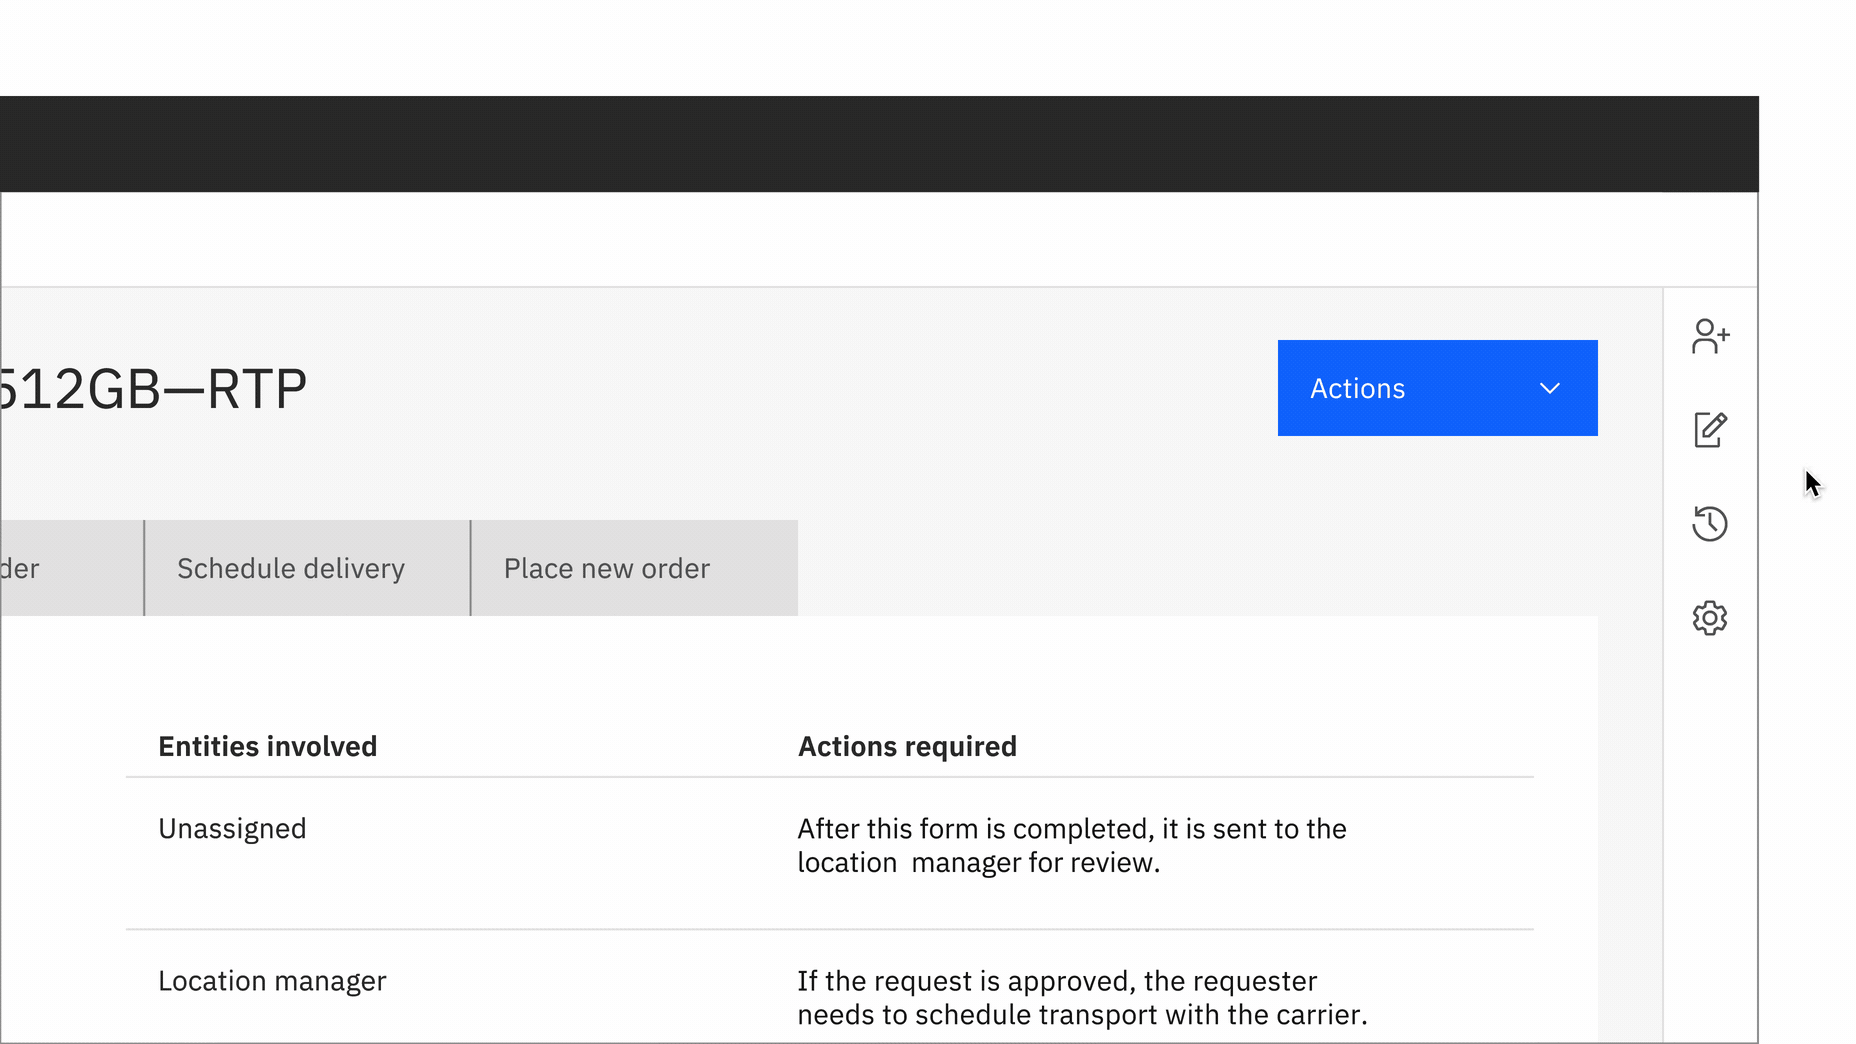 512GB—RTP
Actions
der
Schedule delivery
Place new order
Entities involved
Actions required
Unassigned
After this form is completed, it is sent to the
location  manager for review.
Location manager
If the request is approved, the requester
needs to schedule transport with the carrier.